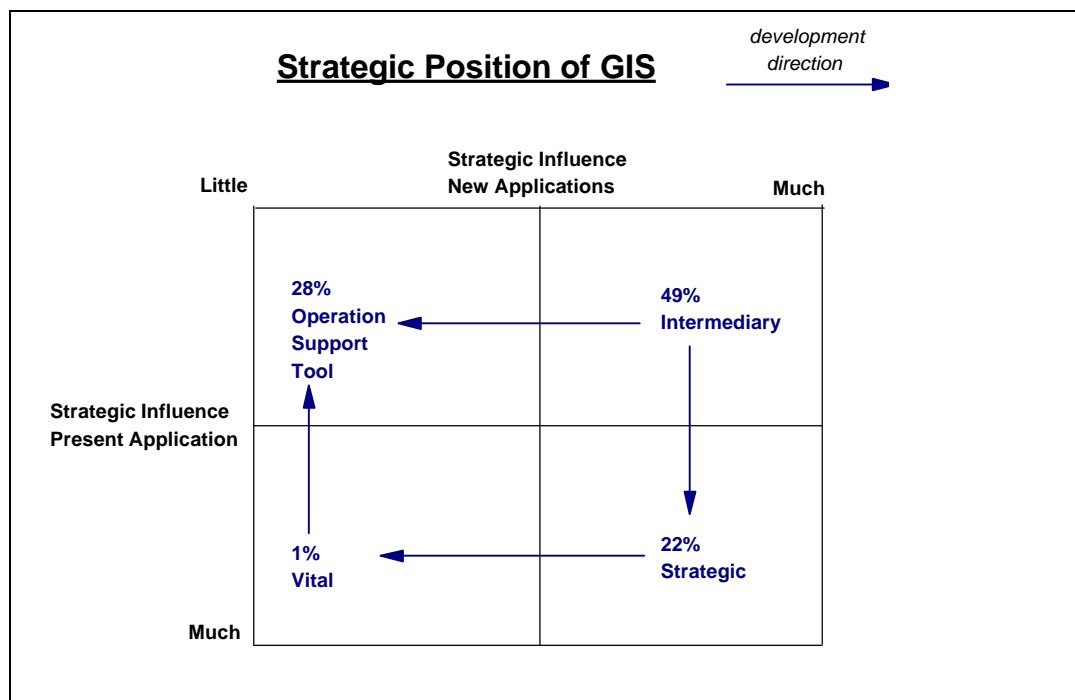 Strategic Position of GIS
development
direction
Strategic Influence
New Applications
Little
Much
28%
Operation
Support
Tool
49%
Intermediary
Strategic Influence
Present Application
1%
Vital
22%
Strategic
Much